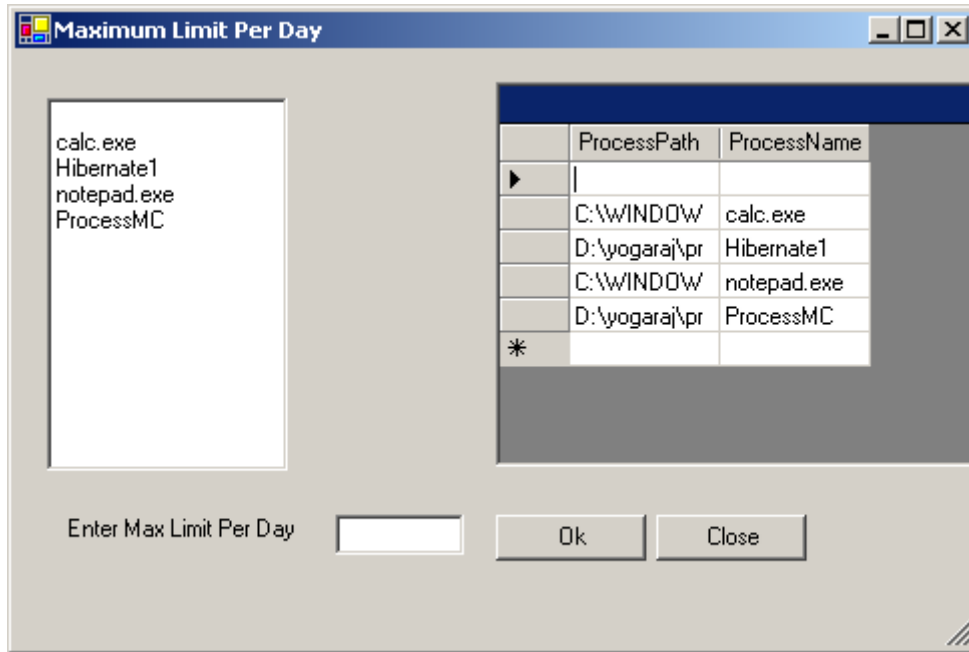 Maximum Limit Per Day
calc.exe
Hibernate1
notepad.exe
ProcessMC
ProcessPath ProcessName
C:\WINDOW calc.exe
D:\yogaraj\pr Hibernate1
C:\WINDOW notepad.exe
D:\yogaraj\pr ProcessMC
Enter Max Limit Per Day
Ok
Close